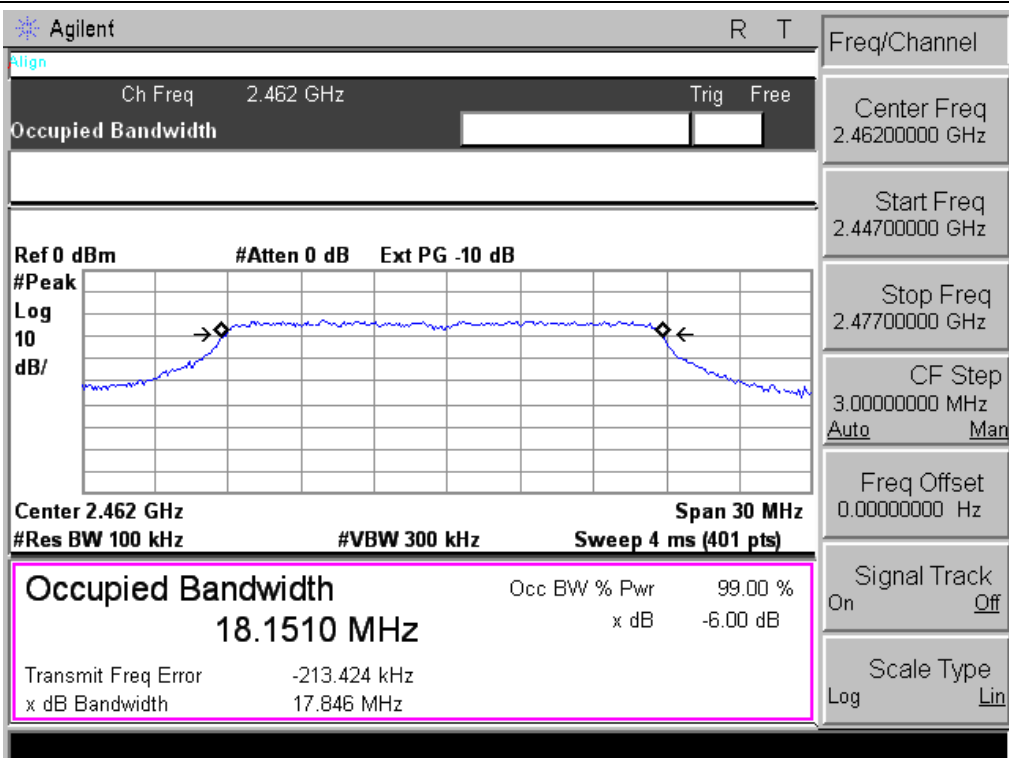 Agilent R T
Align
Ch Freq 2.462 GHz Trig Free
Occupied Bandwidth
Ref 0 dBm #Atten 0 dB Ext PG -10 dB
#Peak
Log
10
dB/
Center 2.462 GHz Span 30 MHz
#Res BW 100 kHz #VBW 300 kHz Sweep 4 ms (401 pts)
Occupied Bandwidth Occ BW % Pwr 99.00 %
18.1510 MHz x dB -6.00 dB
Transmit Freq Error -213.424 kHz
x dB Bandwidth 17.846 MHz
Freq/Channel
Center Freq
2.46200000 GHz
Start Freq
2.44700000 GHz
Stop Freq
2.47700000 GHz
CF Step
3.00000000 MHz
Auto Man
Freq Offset
0.00000000 Hz
Signal Track
On Off
Scale Type
Log Lin